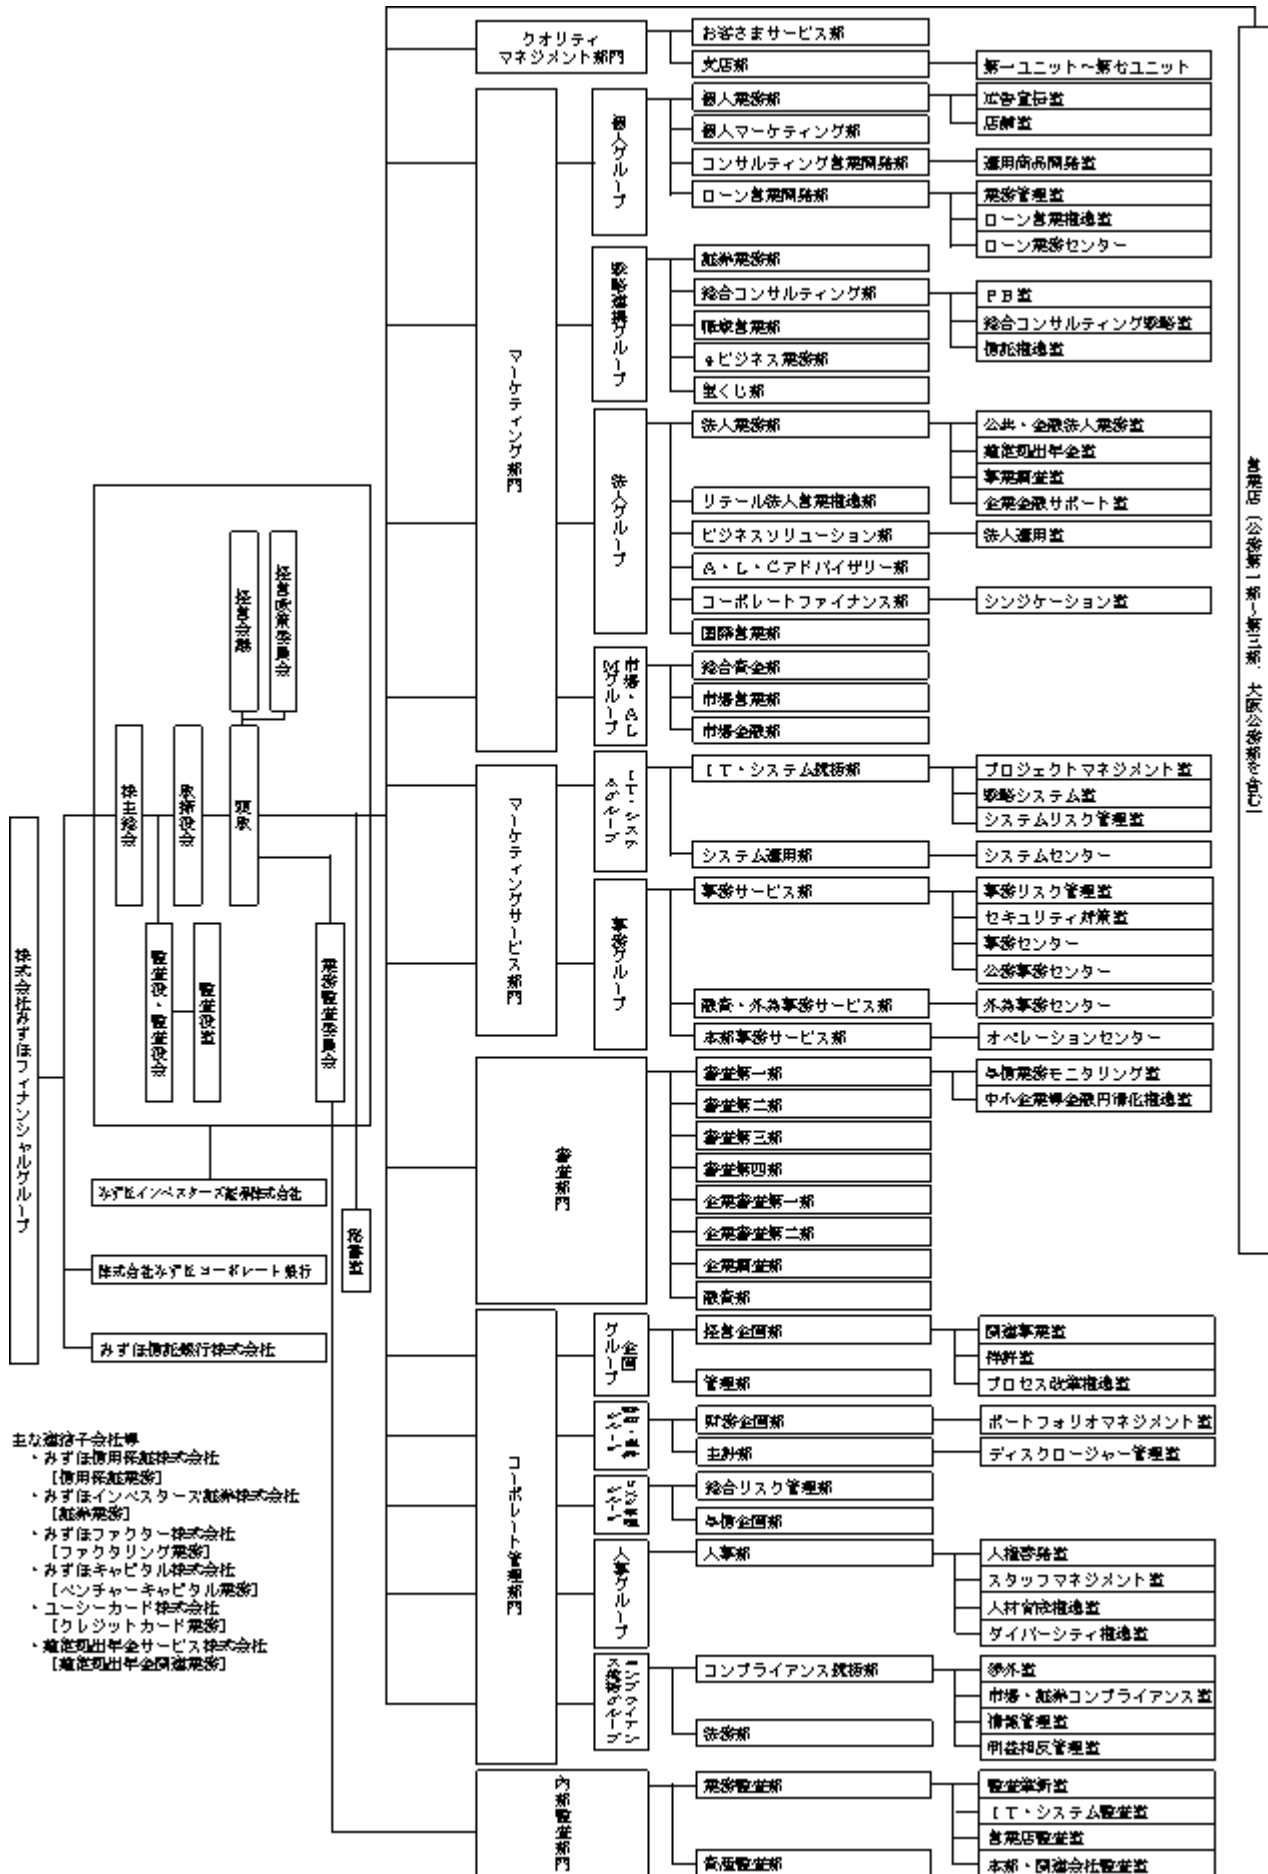 株式会社みずほフィナンシャルグループ
みずほインベスターズ証券株式会社
株式会社みずほコーポレート銀行
みずほ信託銀行株式会社
株主総会
取締役会
頭取
経営会議
経営政策委員会
監査役・監査役会
監査役室
業務監査委員会
秘書室
クオリティ
マネジメント部門
お客さまサービス部
支店部
第一ユニット〜第七ユニット
マーケティング部門
個人グループ
個人業務部
広告宣伝室
店舗室
個人マーケティング部
コンサルティング営業開発部
運用商品開発室
ローン営業開発部
業務管理室
ローン営業推進室
ローン業務センター
戦略連携グループ
証券業務部
総合コンサルティング部
PB室
総合コンサルティング戦略室
信託推進室
職域営業部
eビジネス業務部
宝くじ部
法人グループ
法人業務部
公共・金融法人業務室
確定拠出年金室
事業調査室
企業金融サポート室
リテール法人営業推進部
ビジネスソリューション部
法人運用室
A・L・Cアドバイザリー部
コーポレートファイナンス部
シンジケーション室
国際営業部
市場・AL
Mグループ
総合資金部
市場営業部
市場金融部
マーケティングサービス部門
IT・システ
ムグループ
IT・システム統括部
プロジェクトマネジメント室
戦略システム室
システムリスク管理室
システム運用部
システムセンター
事務グループ
事務サービス部
事務リスク管理室
セキュリティ対策室
事務センター
公務事務センター
融資・外為事務サービス部
外為事務センター
本部事務サービス部
オペレーションセンター
審査部門
審査第一部
与信業務モニタリング室
中小企業等金融円滑化推進室
審査第二部
審査第三部
審査第四部
企業審査第一部
企業審査第二部
企業調査部
融資部
コーポレート管理部門
企画
グループ
経営企画部
関連事業室
渉外室
プロセス改革推進室
管理部
財務企画部
ポートフォリオマネジメント室
主計部
ディスクロージャー管理室
総合リスク管理部
与信企画部
人事グループ
人事部
人権啓発室
スタッフマネジメント室
人材育成推進室
ダイバーシティ推進室
コンプライアン
ス統括グループ
コンプライアンス統括部
渉外室
市場・証券コンプライアンス室
情報管理室
利益相反管理室
法務部
内部監査部門
業務監査部
監査革新室
IT・システム監査室
営業店監査室
本部・関連会社監査室
資産監査部
営業店(公務第一部〜第三部、大阪公務部を含む)
主な連結子会社等
・みずほ信用保証株式会社
[信用保証業務]
・みずほインベスターズ証券株式会社
[証券業務]
・みずほファクター株式会社
[ファクタリング業務]
・みずほキャピタル株式会社
[ベンチャーキャピタル業務]
・ユーシーカード株式会社
[クレジットカード業務]
・確定拠出年金サービス株式会社
[確定拠出年金関連業務]